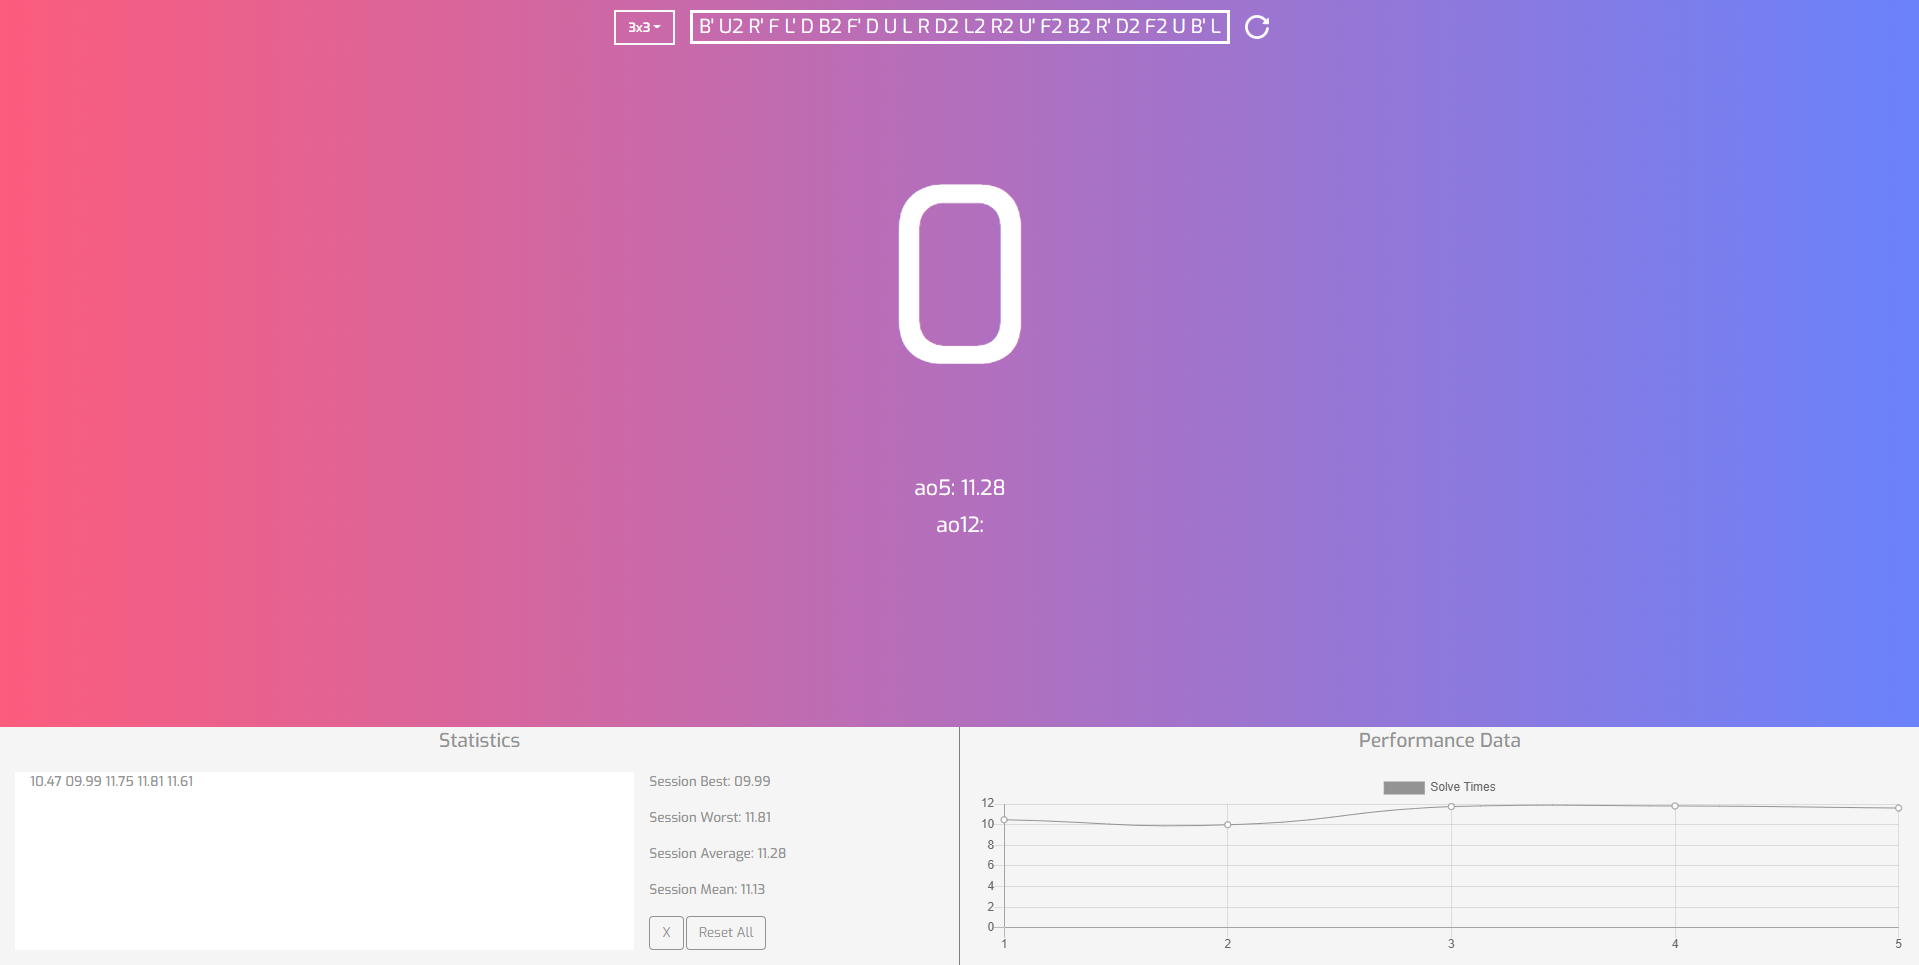 3x3
B' U2 R' F L' D B2 F' D U L R D2 L2 R2 U' F2 B2 R' D2 F2 U B' L
0
ao5: 11.28
ao12:
Statistics
10.47 09.99 11.75 11.81 11.61
Session Best: 09.99
Session Worst: 11.81
Session Average: 11.28
Session Mean: 11.13
X
Reset All
Performance Data
Solve Times
12
10
8
6
4
2
0
1 2 3 4 5